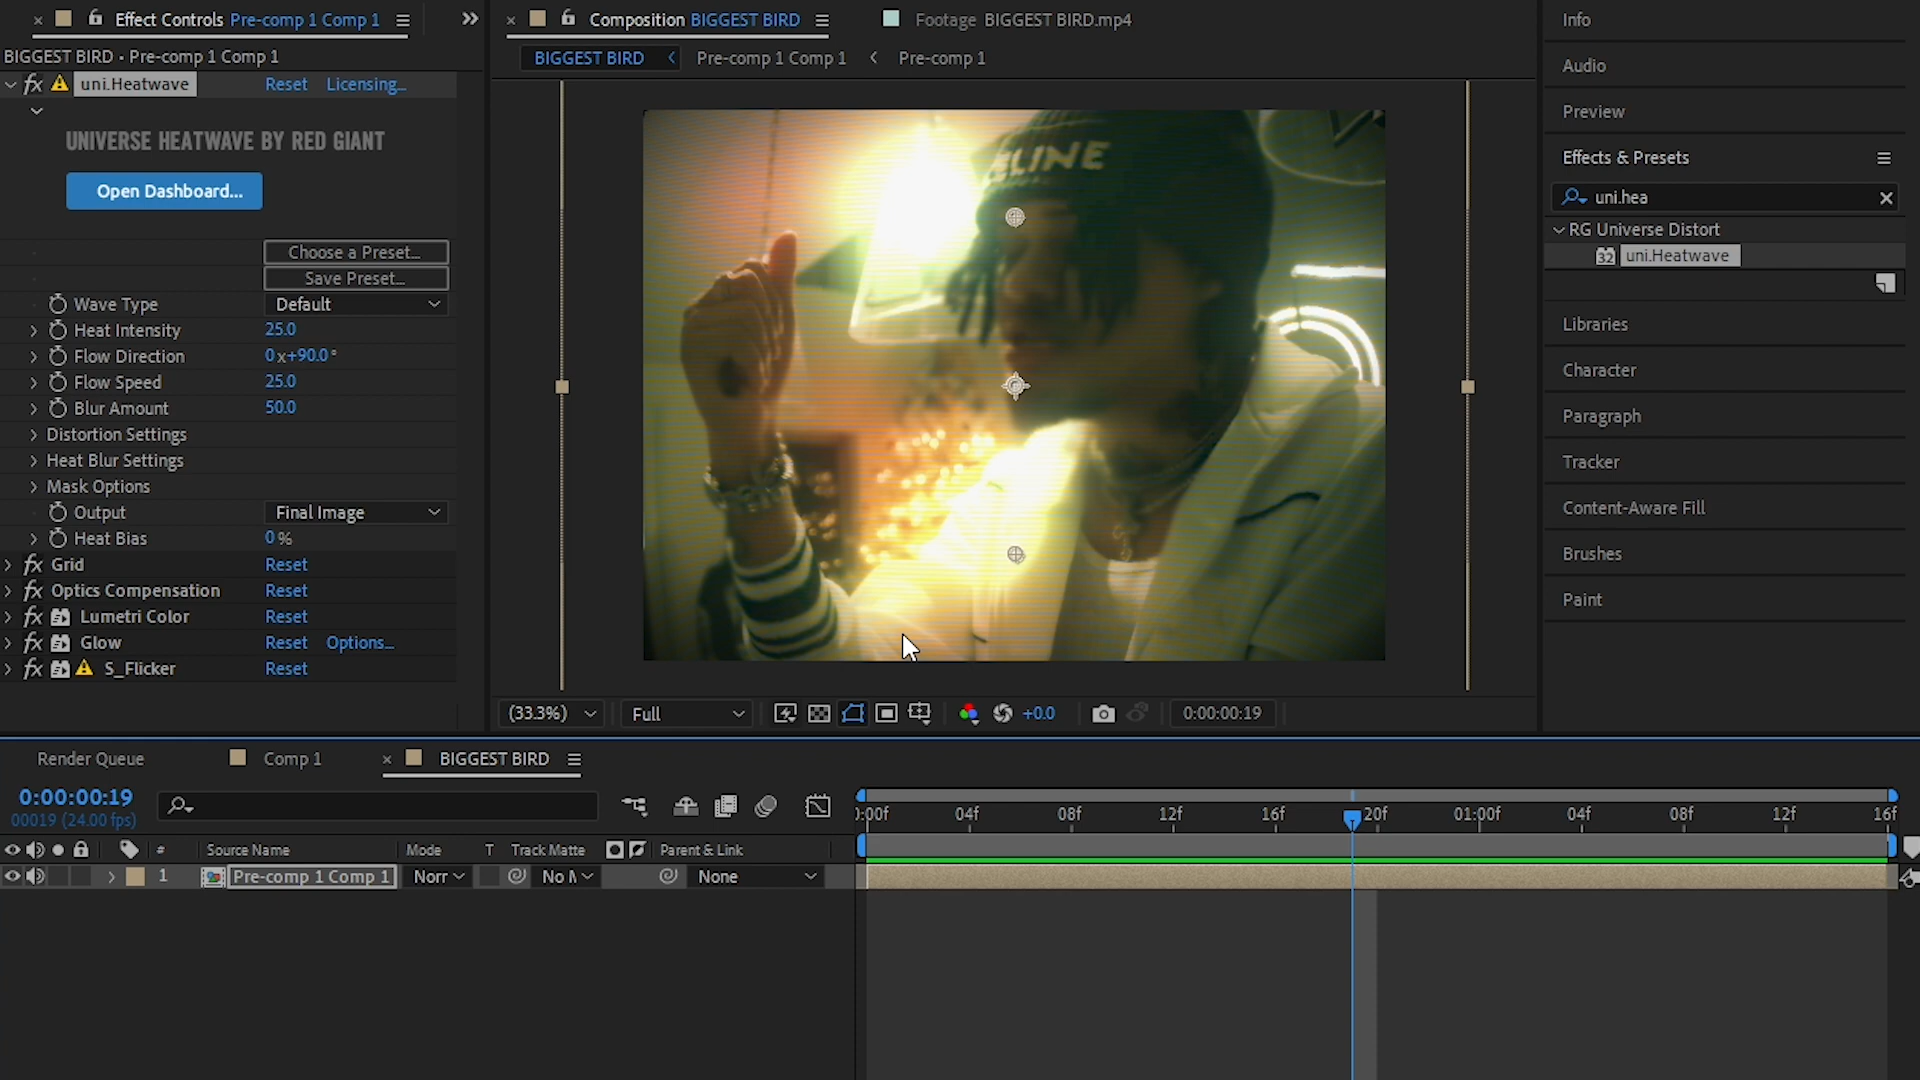 Effect Controls Pre-comp 1 Comp 1
BIGGEST BIRD • Pre-comp 1 Comp 1
fx uni.Heatwave Reset Licensing...
UNIVERSE HEATWAVE BY RED GIANT
Open Dashboard...
Choose a Preset...
Save Preset...
Wave Type Default
Heat Intensity 25.0
Flow Direction 0x+90.0°
Flow Speed 25.0
Blur Amount 50.0
Distortion Settings
Heat Blur Settings
Mask Options
Output Final Image
Heat Bias 0%
fx Grid Reset
fx Optics Compensation Reset
fx Lumetri Color Reset
fx Glow Reset Options...
fx S_Flicker Reset
Composition BIGGEST BIRD
Footage BIGGEST BIRD.mp4
BIGGEST BIRD Pre-comp 1 Comp 1 Pre-comp 1
ELINE
(33.3%) Full +0.0 0:00:00:19
Info
Audio
Preview
Effects & Presets
uni.hea
RG Universe Distort
32 uni.Heatwave
Libraries
Character
Paragraph
Tracker
Content-Aware Fill
Brushes
Paint
Render Queue Comp 1 BIGGEST BIRD
0:00:00:19
00019 (24.00 fps)
# Source Name Mode T Track Matte Parent & Link
1 Pre-comp 1 Comp 1 Norr No M None
):00f 04f 08f 12f 16f 20f 01:00f 04f 08f 12f 16f